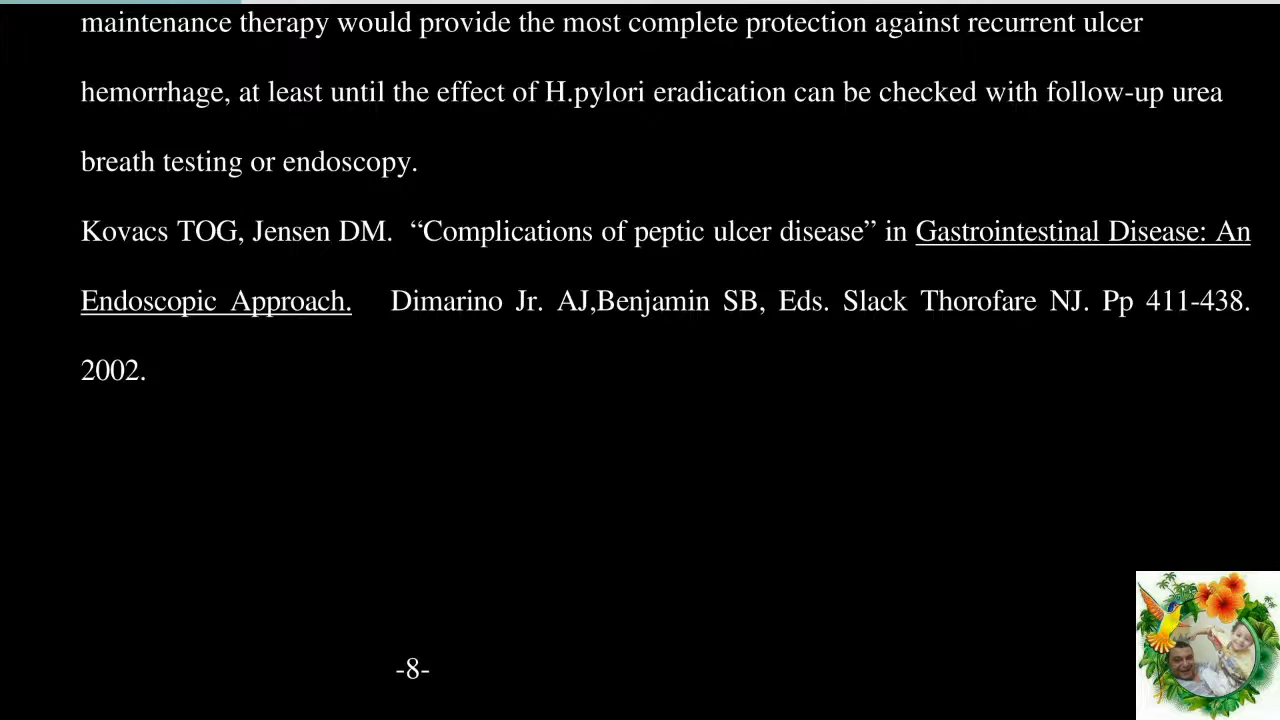 maintenance therapy would provide the most complete protection against recurrent ulcer
hemorrhage, at least until the effect of H.pylori eradication can be checked with follow-up urea
breath testing or endoscopy.
Kovacs TOG, Jensen DM.  “Complications of peptic ulcer disease” in Gastrointestinal Disease: An
Endoscopic Approach.   Dimarino Jr. AJ,Benjamin SB, Eds. Slack Thorofare NJ. Pp 411-438.
2002.
-8-